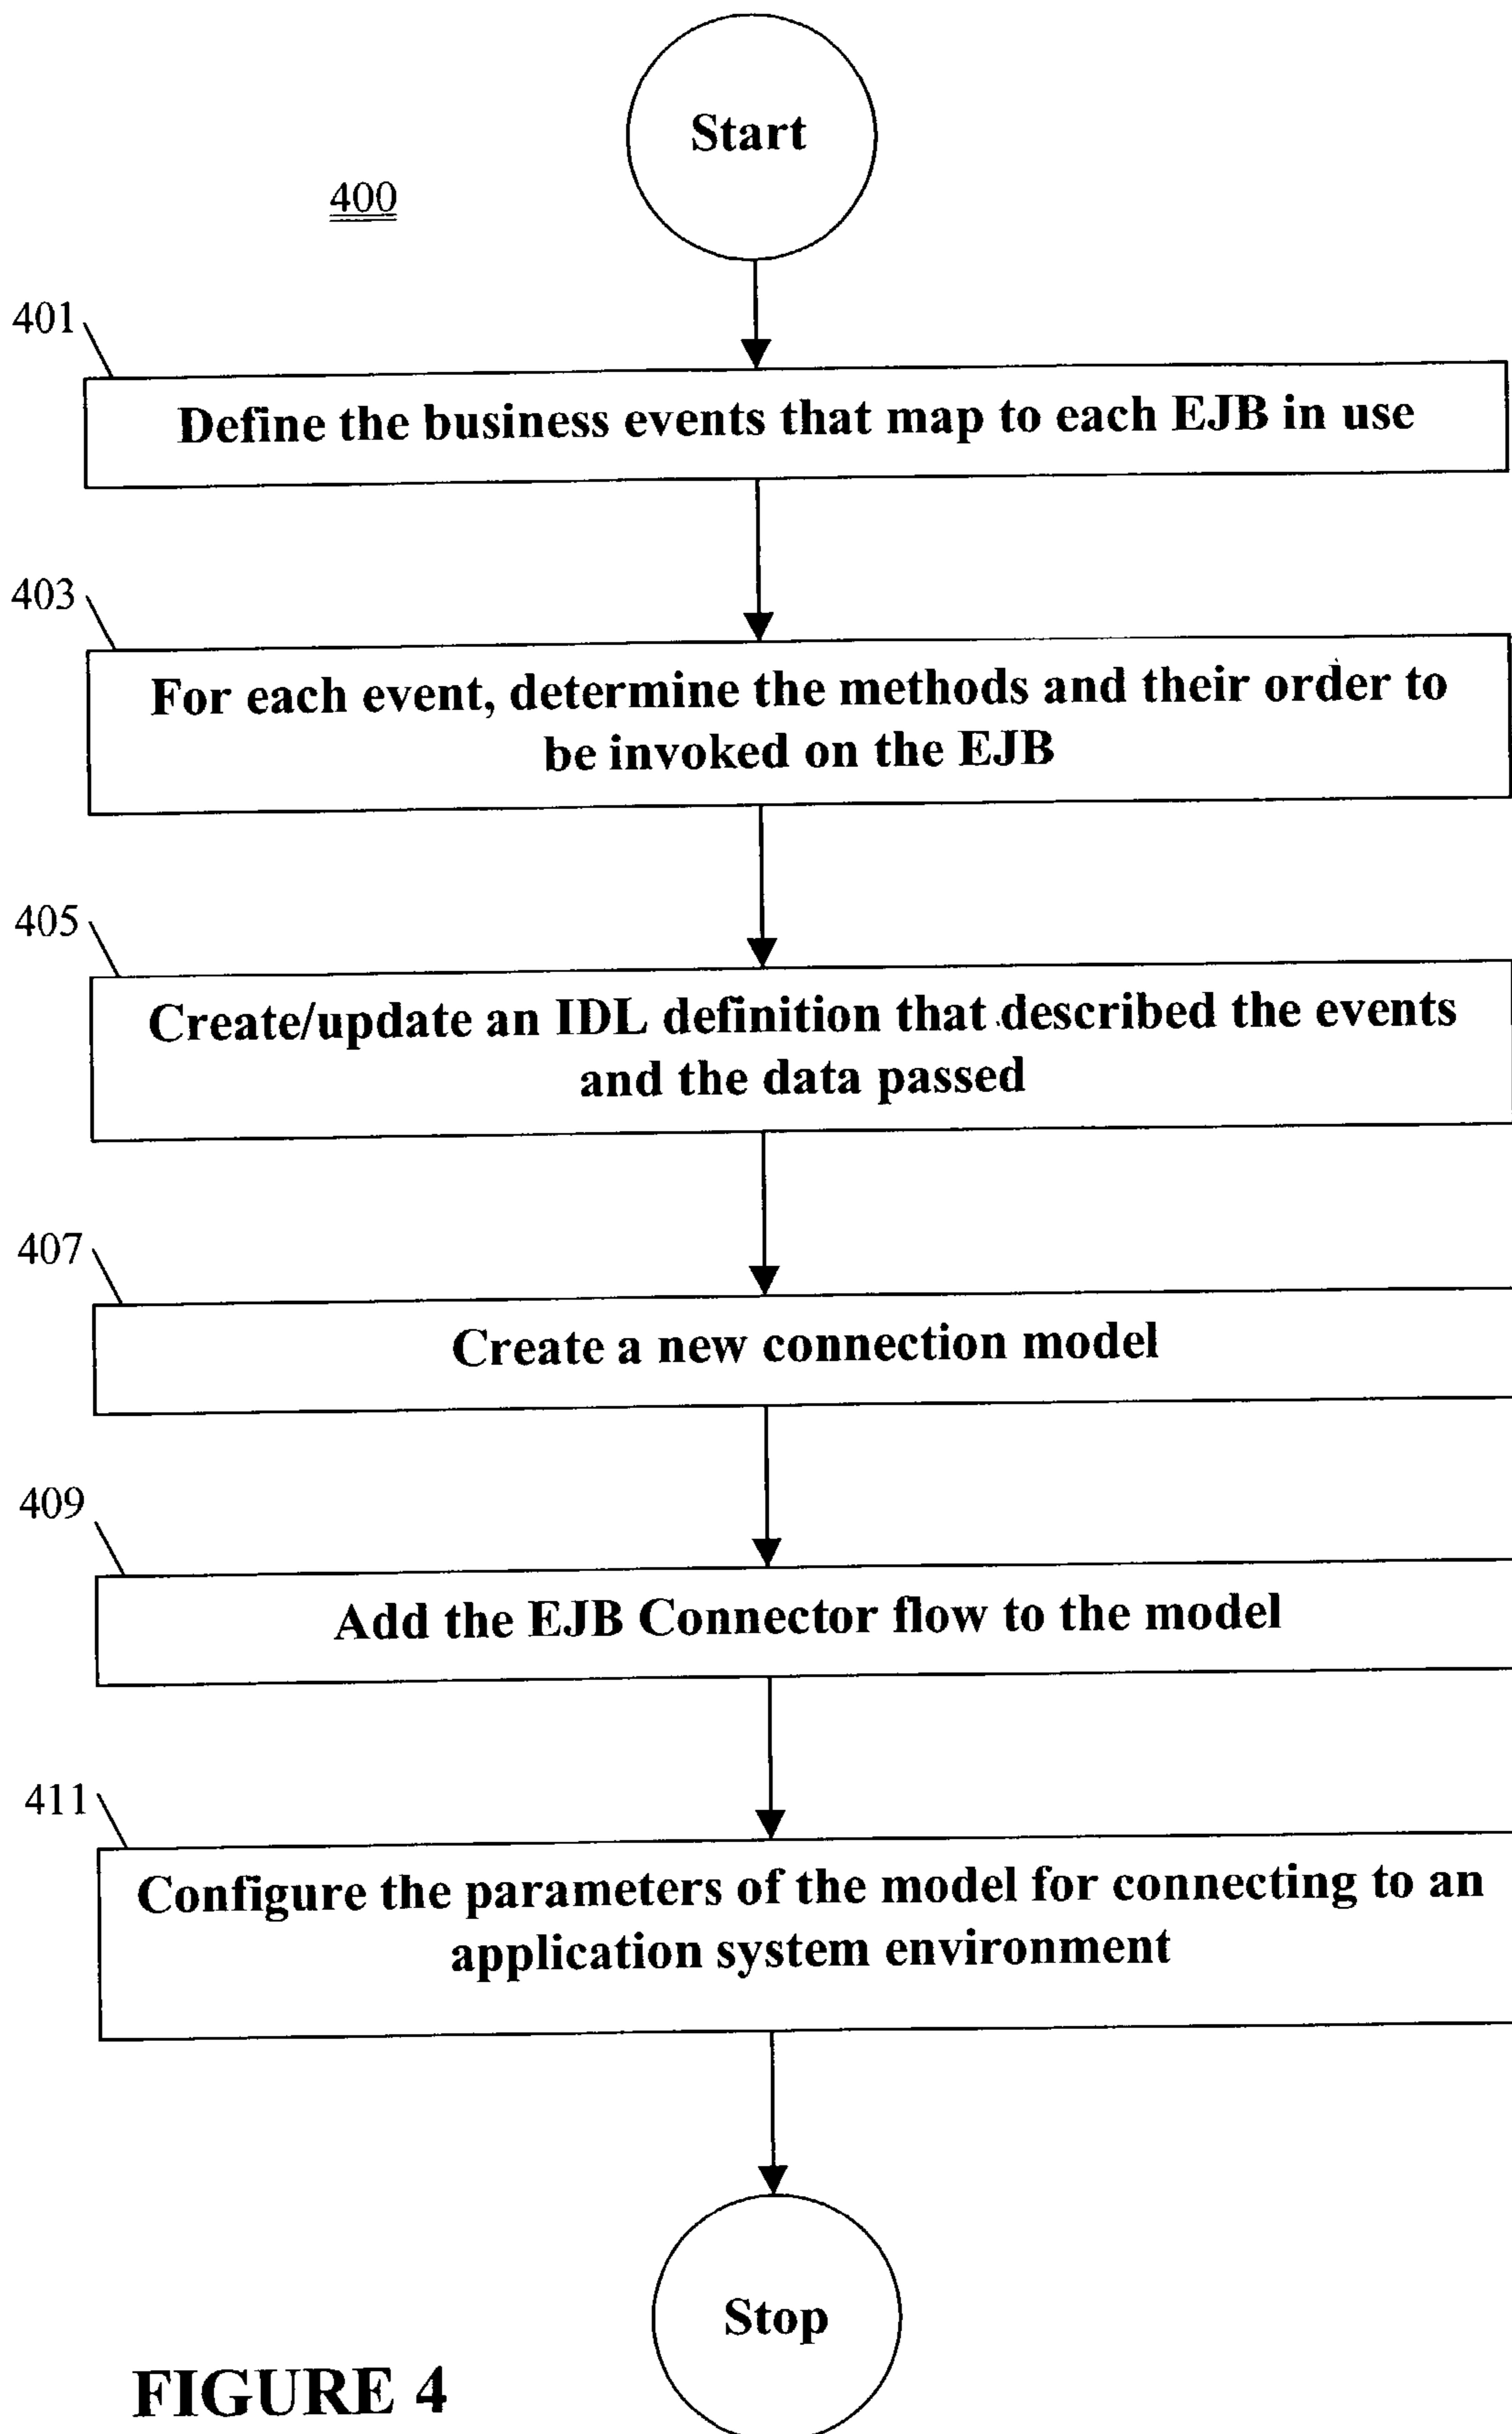 Start
400
401
Define the business events that map to each EJB in use
403
For each event, determine the methods and their order to
be invoked on the EJB
405
Create/update an IDL definition that described the events
and the data passed
407
Create a new connection model
409
Add the EJB Connector flow to the model
411
Configure the parameters of the model for connecting to an
application system environment
Stop
FIGURE 4